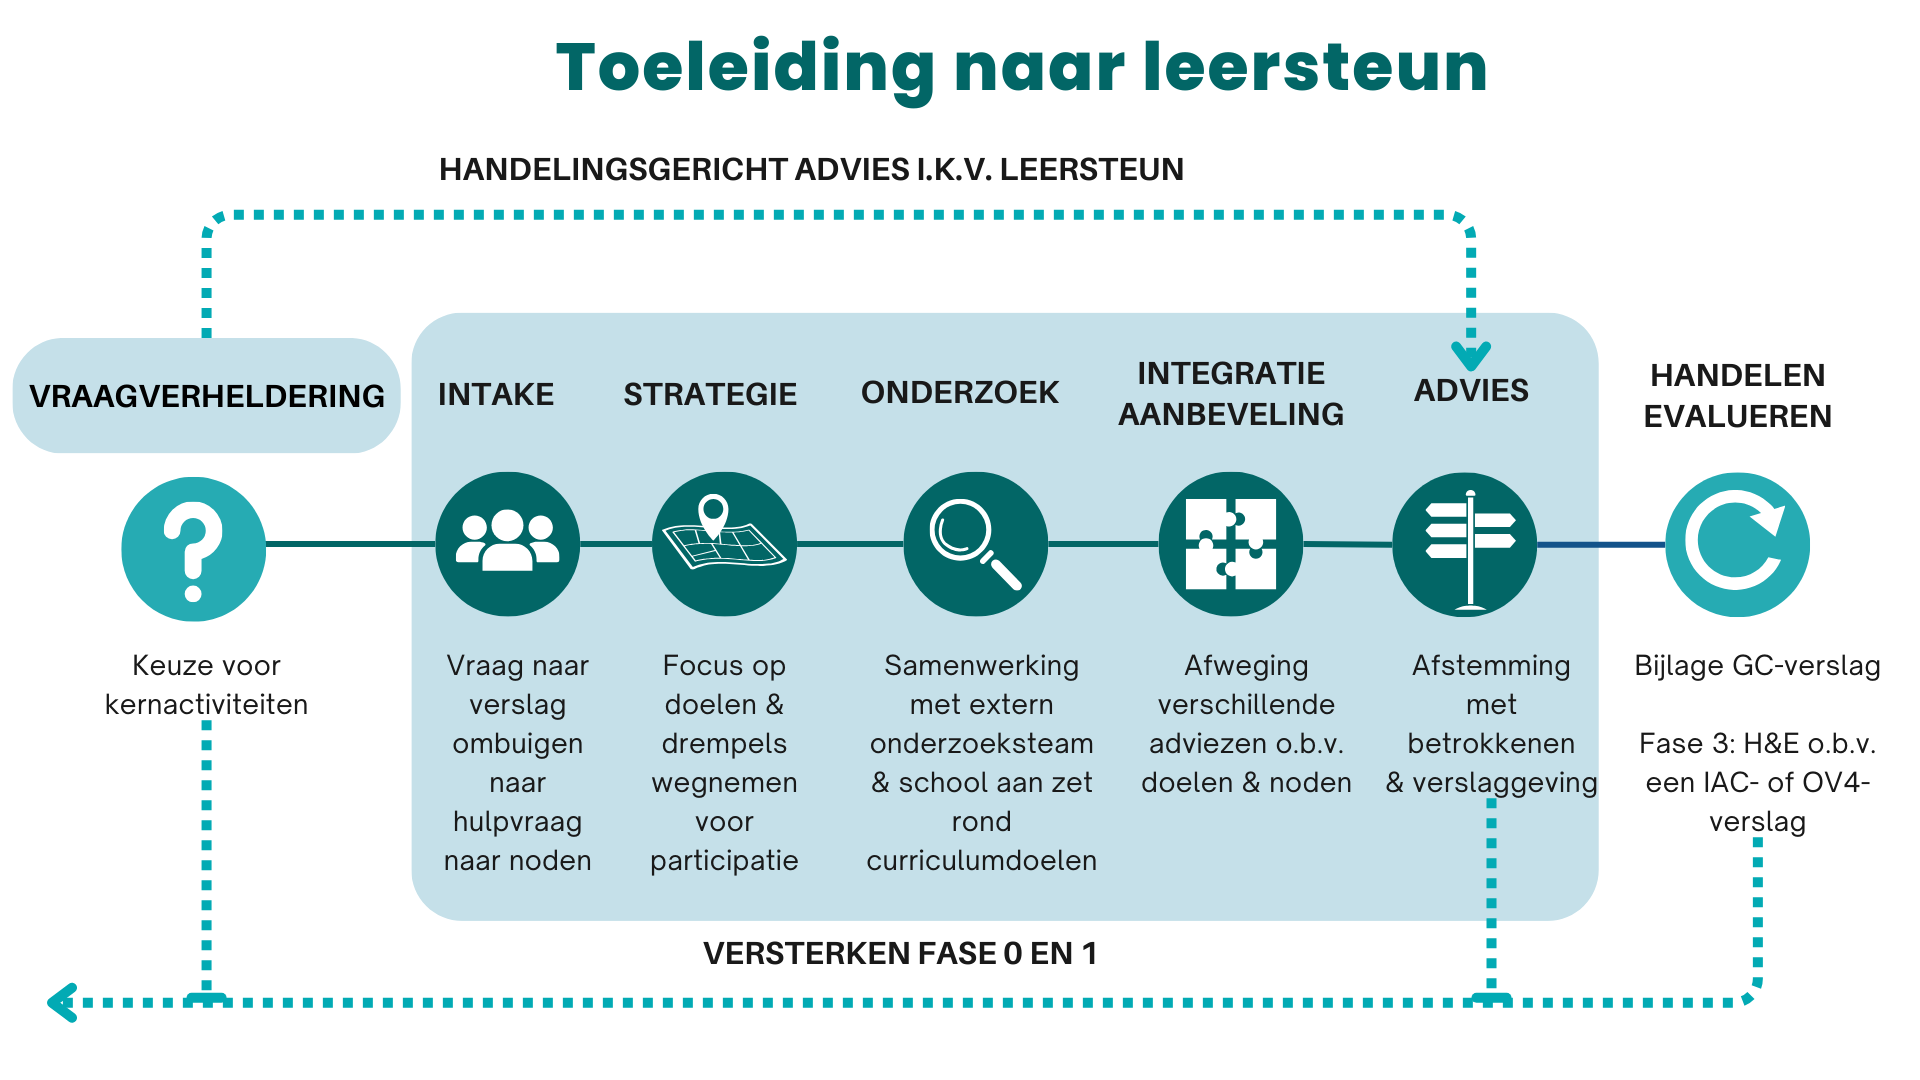 Toeleiding naar leersteun
HANDELINGSGERICHT ADVIES I.K.V. LEERSTEUN
VRAAGVERHELDERING
Keuze voor
kernactiviteiten
INTAKE
Vraag naar
verslag
ombuigen
naar
hulpvraag
naar noden
STRATEGIE
Focus op
doelen &
drempels
wegnemen
voor
participatie
ONDERZOEK
Samenwerking
met extern
onderzoeksteam
& school aan zet
rond
curriculumdoelen
INTEGRATIE
AANBEVELING
Afweging
verschillende
adviezen o.b.v.
doelen & noden
ADVIES
Afstemming
met
betrokkenen
& verslaggeving
HANDELEN
EVALUEREN
Bijlage GC-verslag
Fase 3: H&E o.b.v.
een IAC- of OV4-
verslag
VERSTERKEN FASE 0 EN 1